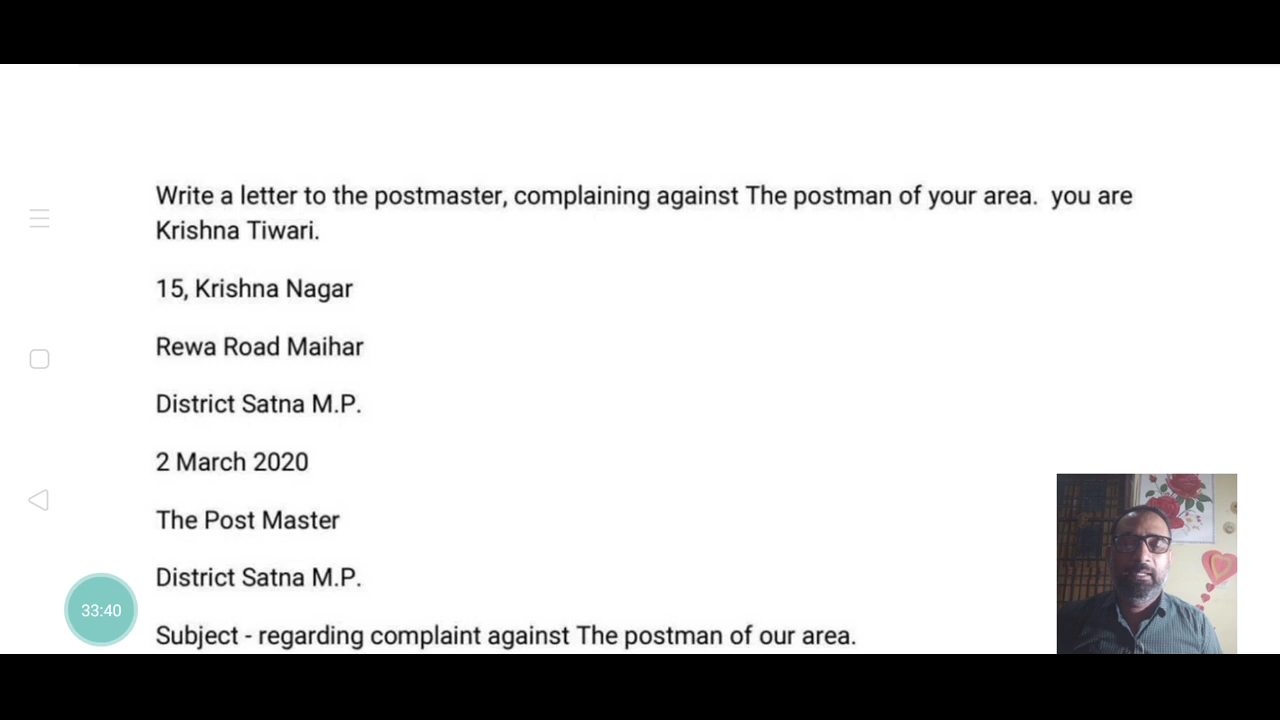 Write a letter to the postmaster, complaining against The postman of your area.  you are
Krishna Tiwari.
15, Krishna Nagar
Rewa Road Maihar
District Satna M.P.
2 March 2020
The Post Master
District Satna M.P.
33:40
Subject - regarding complaint against The postman of our area.